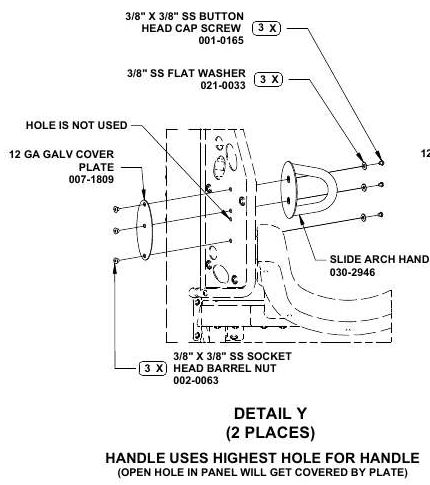 3/8" X 3/8" SS BUTTON
HEAD CAP SCREW
001-0165
3 X
3/8" SS FLAT WASHER
021-0033
3 X
HOLE IS NOT USED
12 GA GALV COVER
PLATE
007-1809
12
SLIDE ARCH HAND
030-2946
3 X
3/8" X 3/8" SS SOCKET
HEAD BARREL NUT
002-0063
DETAIL Y
(2 PLACES)
HANDLE USES HIGHEST HOLE FOR HANDLE
(OPEN HOLE IN PANEL WILL GET COVERED BY PLATE)